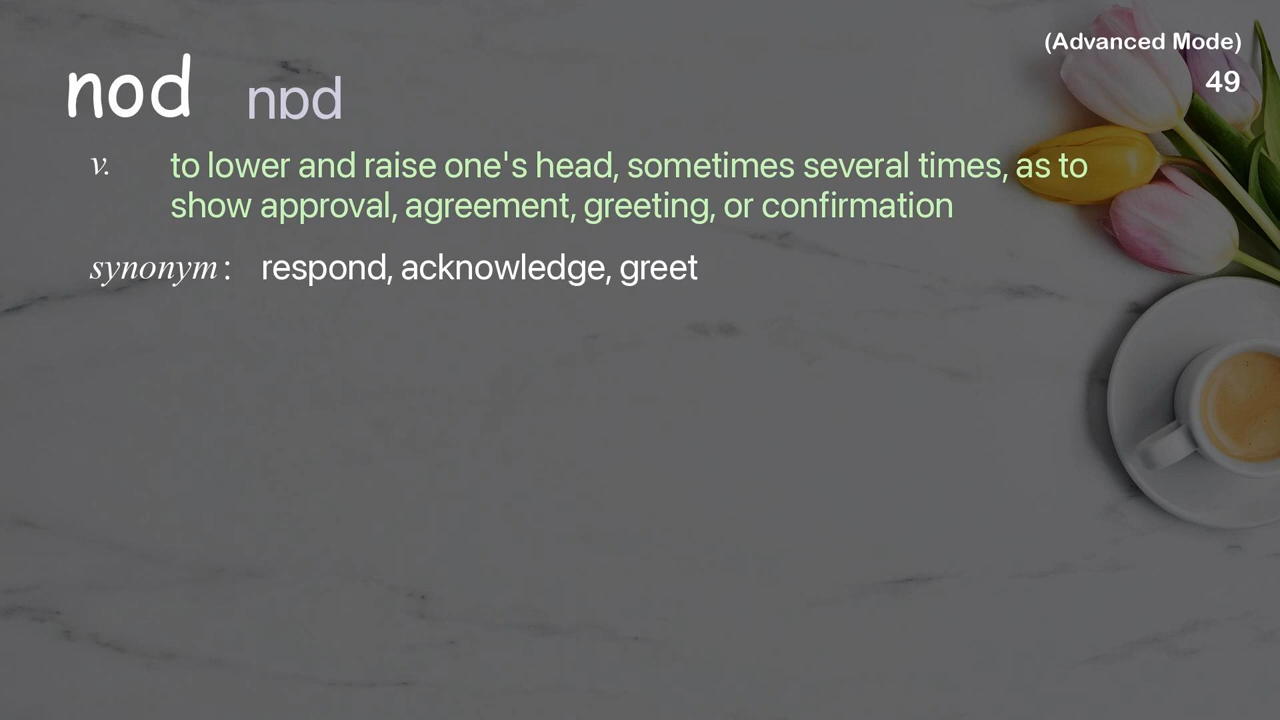 (Advanced Mode)
nod nɒd
49
v. to lower and raise one's head, sometimes several times, as to
show approval, agreement, greeting, or confirmation
synonym : respond, acknowledge, greet